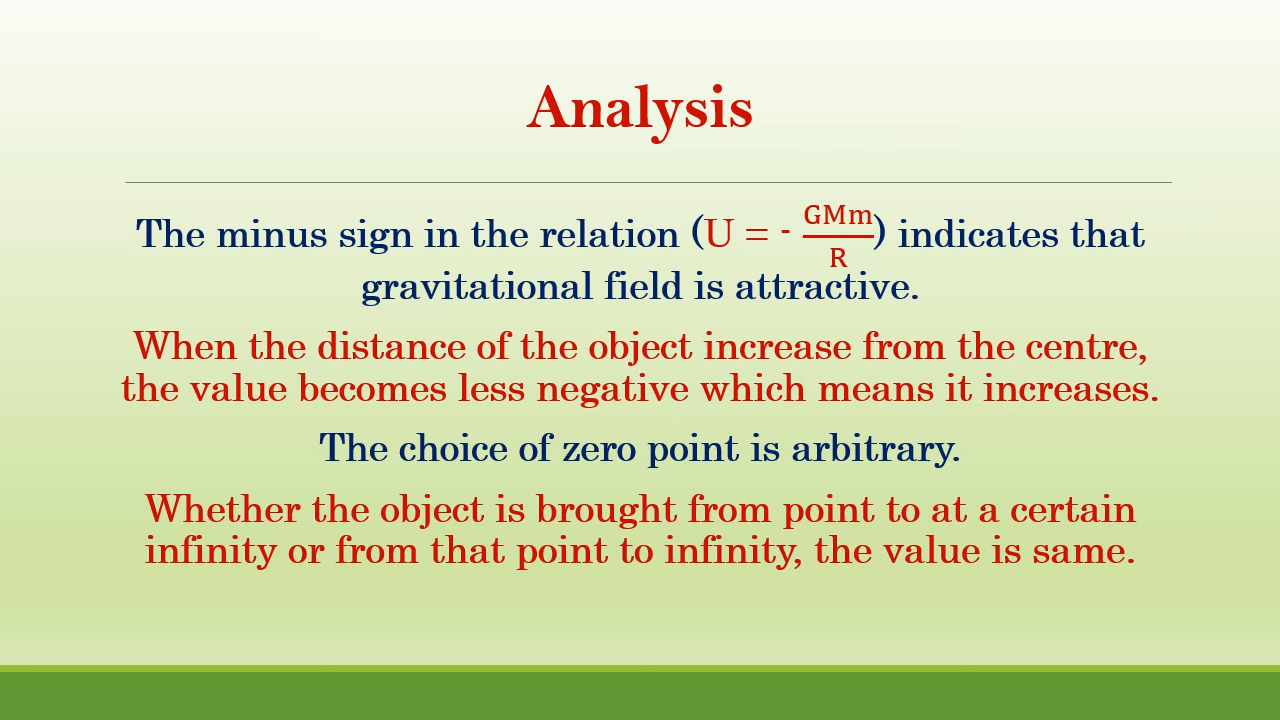 Analysis
The minus sign in the relation (U = - GMm/R) indicates that
gravitational field is attractive.
When the distance of the object increase from the centre,
the value becomes less negative which means it increases.
The choice of zero point is arbitrary.
Whether the object is brought from point to at a certain
infinity or from that point to infinity, the value is same.